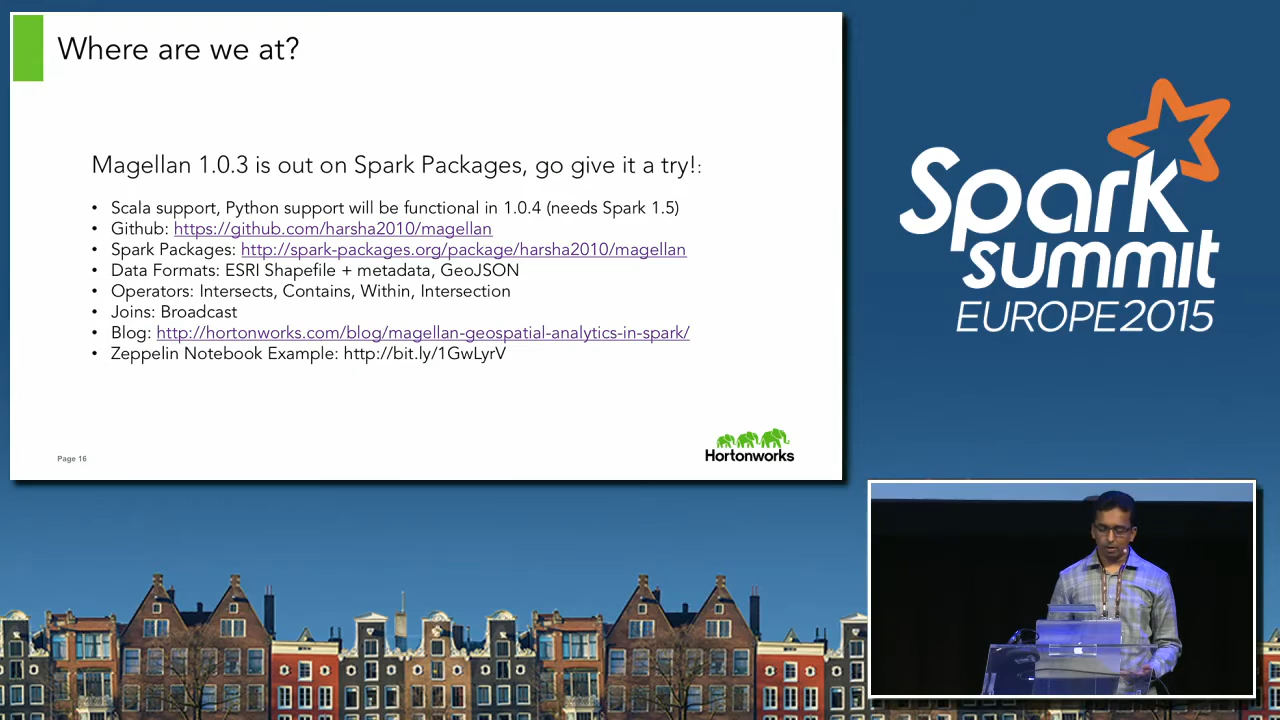 Where are we at?
Magellan 1.0.3 is out on Spark Packages, go give it a try!:
• Scala support, Python support will be functional in 1.0.4 (needs Spark 1.5)
• Github: https://github.com/harsha2010/magellan
• Spark Packages: http://spark-packages.org/package/harsha2010/magellan
• Data Formats: ESRI Shapefile + metadata, GeoJSON
• Operators: Intersects, Contains, Within, Intersection
• Joins: Broadcast
• Blog: http://hortonworks.com/blog/magellan-geospatial-analytics-in-spark/
• Zeppelin Notebook Example: http://bit.ly/1GwLyrV
Page 16
Hortonworks
Spark
summit
EUROPE 2015